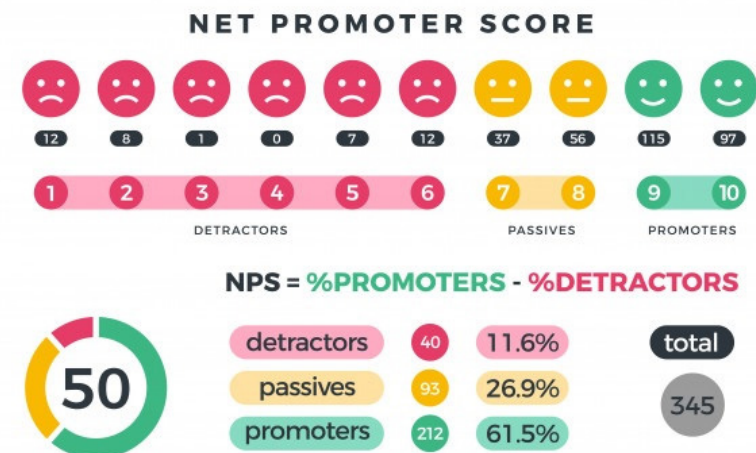 NET PROMOTER SCORE
12 8 1 0 7 12 37 56 115 97
1 2 3 4 5 6 7 8 9 10
DETRACTORS PASSIVES PROMOTERS
NPS = %PROMOTERS - %DETRACTORS
50
detractors 40 11.6% total
passives 93 26.9% 345
promoters 212 61.5%